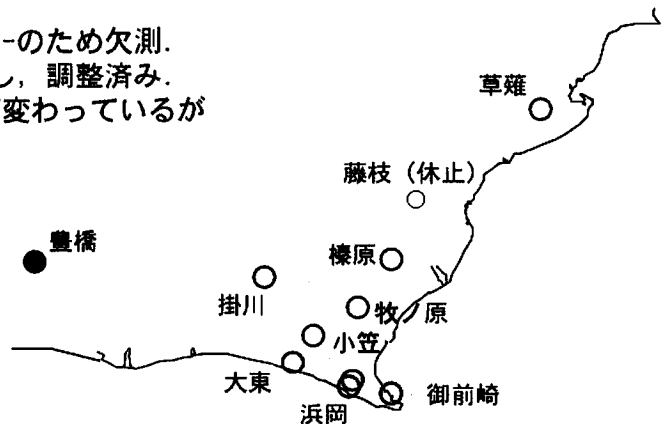 ーのため欠測.
し，調整済み.
変わっているが
草薙
藤枝（休止）
豊橋
榛原
掛川
牧ノ原
小笠
大東
御前崎
浜岡